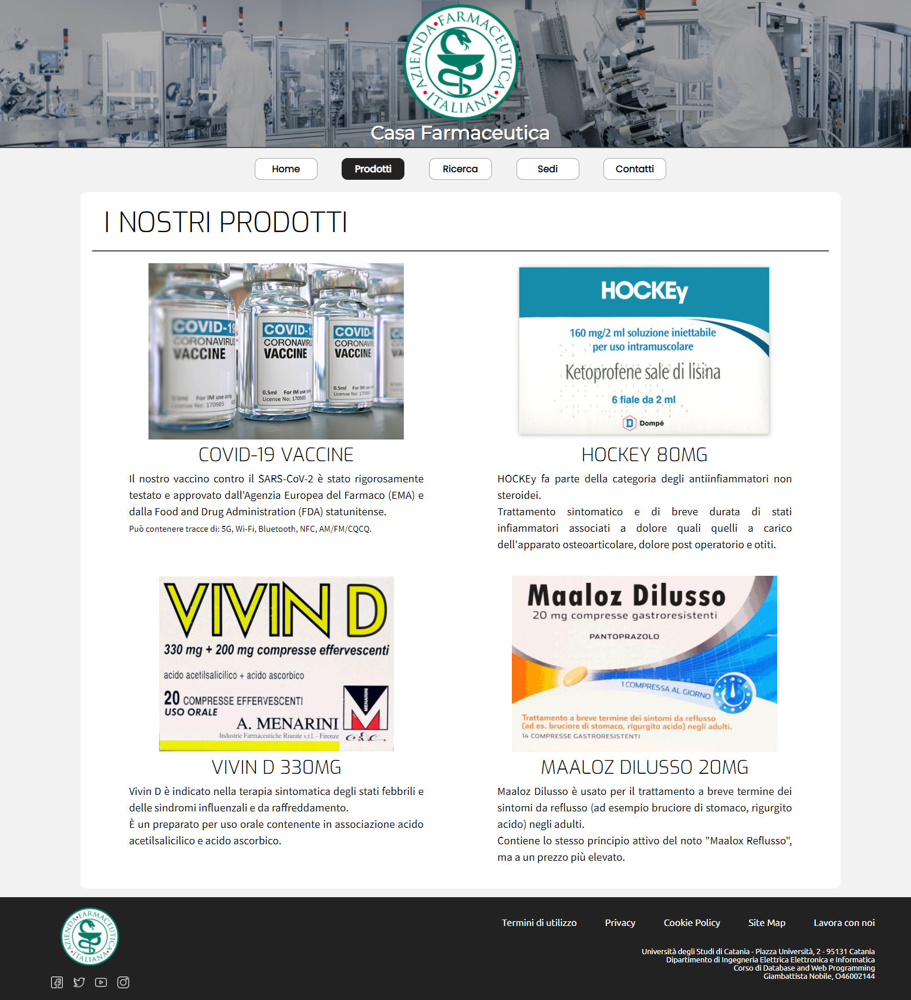 AZIENDA FARMACEUTICA ITALIANA
Casa Farmaceutica
Home
Prodotti
Ricerca
Sedi
Contatti
I NOSTRI PRODOTTI
COVID-19
CORONAVIRUS
VACCINE
For IM use only
License No: 170985
COVID-1
CORONAVIRUS
VACCINE
0.5ml For IM use only
License No: 170985
COVID-
CORONAVIR
VACCINE
0.5ml For IM use
License No: 170985
HOCKEy
160 mg/2 ml soluzione iniettabile
per uso intramuscolare
Ketoprofene sale di lisina
6 fiale da 2 ml
D Dompé
COVID-19 VACCINE
Il nostro vaccino contro il SARS-CoV-2 è stato rigorosamente
testato e approvato dall'Agenzia Europea del Farmaco (EMA) e
dalla Food and Drug Administration (FDA) statunitense.
Può contenere tracce di: 5G, Wi-Fi, Bluetooth, NFC, AM/FM/CQCQ.
HOCKEY 80MG
HOCKEy fa parte della categoria degli antiinfiammatori non
steroidei.
Trattamento sintomatico e di breve durata di stati
infiammatori associati a dolore quali quelli a carico
dell'apparato osteoarticolare, dolore post operatorio e otiti.
VIVIN D
330 mg + 200 mg compresse effervescenti
acido acetilsalicilico + acido ascorbico
20 COMPRESSE EFFERVESCENTI
USO ORALE
A. MENARINI
Industrie Farmaceutiche Riunite s.r.l. - Firenze
MENARINI
o.t.c.
Maaloz Dilusso
20 mg compresse gastroresistenti
PANTOPRAZOLO
1 COMPRESSA AL GIORNO
Trattamento a breve termine dei sintomi da reflusso
(ad es. bruciore di stomaco, rigurgito acido) negli adulti.
14 COMPRESSE GASTRORESISTENTI
VIVIN D 330MG
Vivin D è indicato nella terapia sintomatica degli stati febbrili e
delle sindromi influenzali e da raffreddamento.
È un preparato per uso orale contenente in associazione acido
acetilsalicilico e acido ascorbico.
MAALOZ DILUSSO 20MG
Maaloz Dilusso è usato per il trattamento a breve termine dei
sintomi da reflusso (ad esempio bruciore di stomaco, rigurgito
acido) negli adulti.
Contiene lo stesso principio attivo del noto "Maalox Reflusso",
ma a un prezzo più elevato.
AZIENDA FARMACEUTICA ITALIANA
Termini di utilizzo
Privacy
Cookie Policy
Site Map
Lavora con noi
Università degli Studi di Catania - Piazza Università, 2 - 95131 Catania
Dipartimento di Ingegneria Elettrica Elettronica e Informatica
Corso di Database and Web Programming
Giambattista Nobile, O46002144